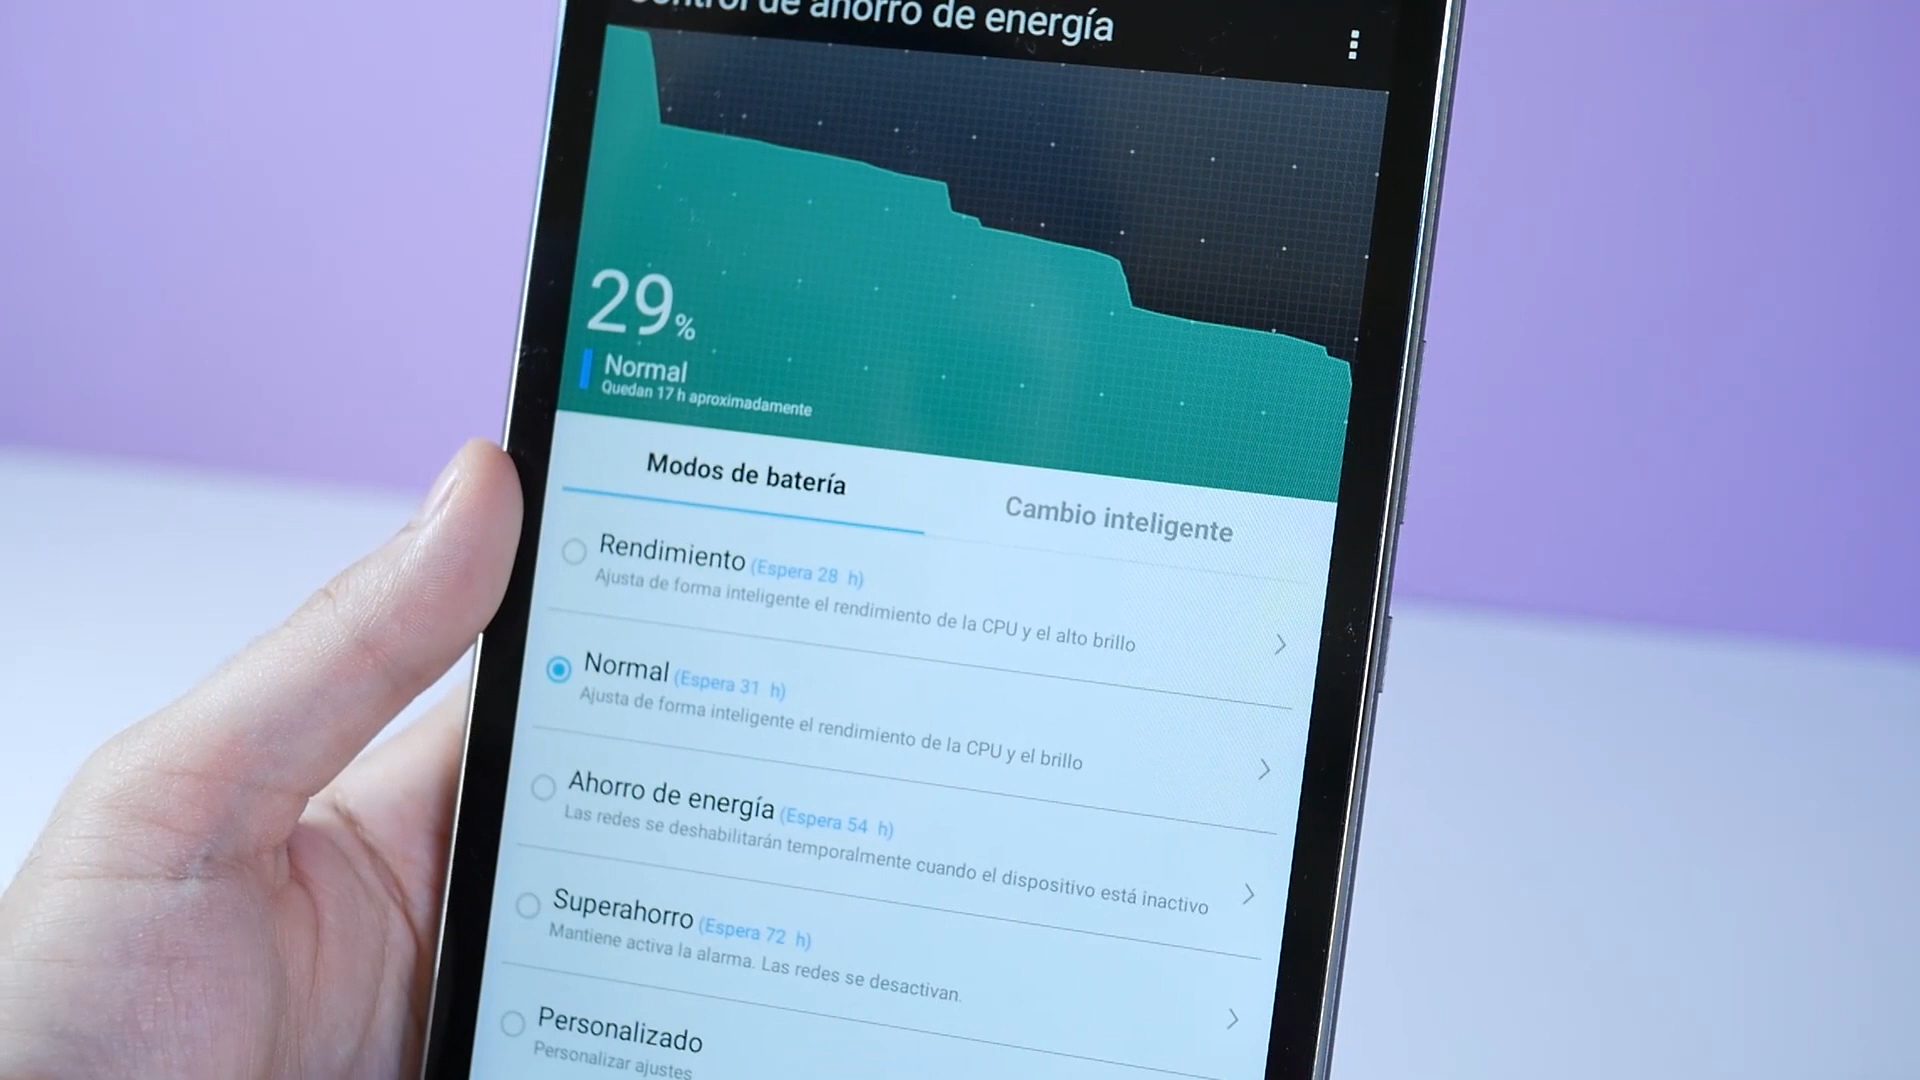 Control de ahorro de energía
29%
Normal
Quedan 17 h aproximadamente
Modos de batería
Cambio inteligente
Rendimiento (Espera 28 h)
Ajusta de forma inteligente el rendimiento de la CPU y el alto brillo
Normal (Espera 31 h)
Ajusta de forma inteligente el rendimiento de la CPU y el brillo
Ahorro de energía (Espera 54 h)
Las redes se deshabilitarán temporalmente cuando el dispositivo está inactivo
Superahorro (Espera 72 h)
Mantiene activa la alarma. Las redes se desactivan.
Personalizado
Personalizar ajustes